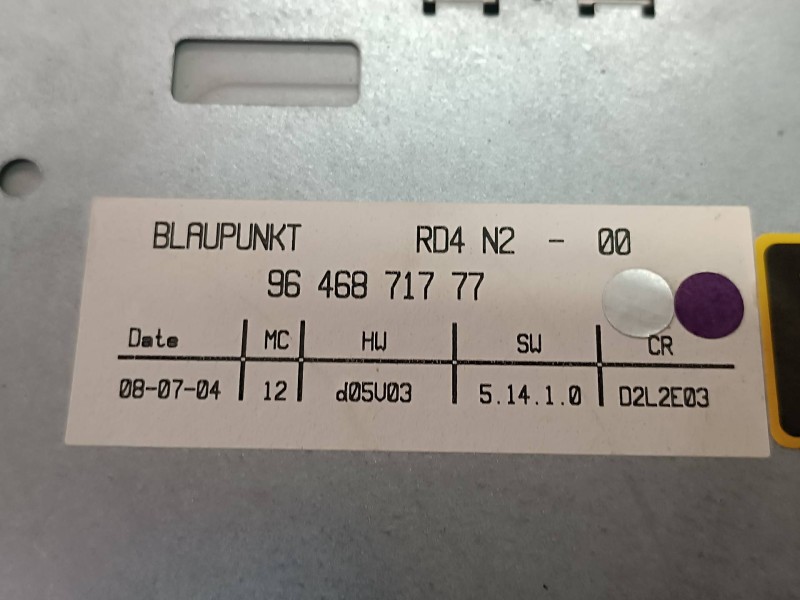 BLAUPUNKT RD4 N2 - 00
96 468 717 77
Date MC HW SW CR
08-07-04 12 d05V03 5.14.1.0 D2L2E03